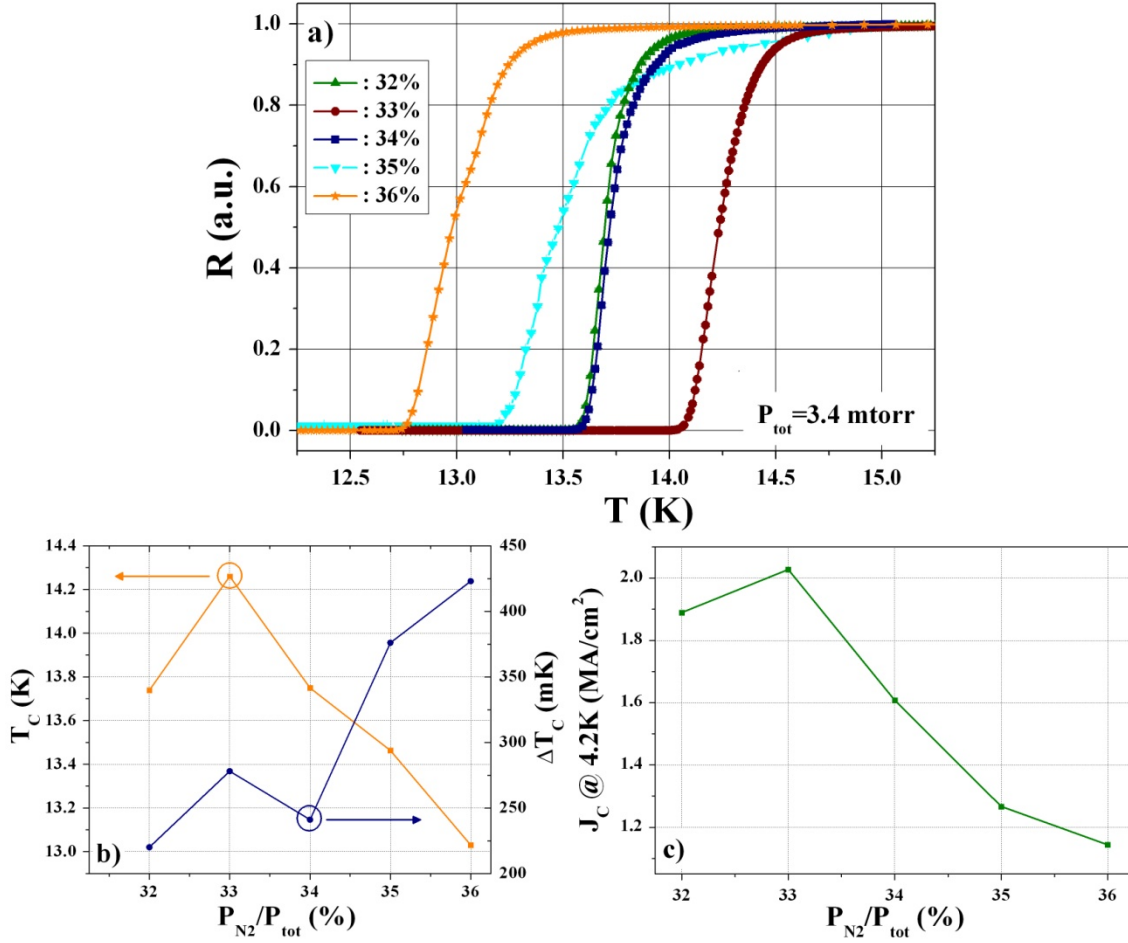 a)
: 32%
: 33%
: 34%
: 35%
: 36%
R (a.u.)
1.0
0.8
0.6
0.4
0.2
0.0
P_tot=3.4 mtorr
12.5 13.0 13.5 14.0 14.5 15.0
T (K)
b)
T_C (K)
14.4
14.2
14.0
13.8
13.6
13.4
13.2
13.0
450
400
350
300
250
200
ΔT_C (mK)
32 33 34 35 36
P_N2/P_tot (%)
c)
J_C @ 4.2K (MA/cm²)
2.0
1.8
1.6
1.4
1.2
32 33 34 35 36
P_N2/P_tot (%)